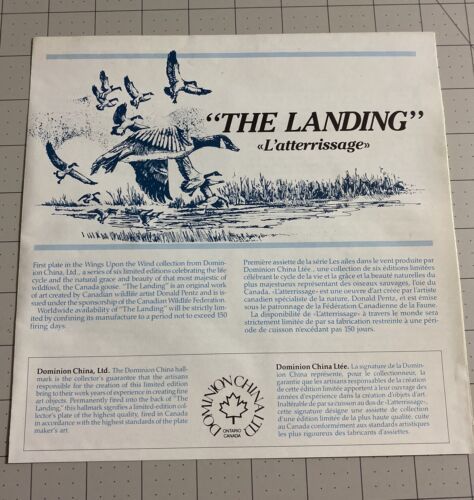 "THE LANDING"
«L'atterrissage»
First plate in the Wings Upon the Wind collection from Domin-
ion China, Ltd., a series of six limited editions celebrating the life
cycle and the natural grace and beauty of that most majestic of
wildfowl, the Canada goose. "The Landing" is an original work
of art created by Canadian wildlife artist Donald Pentz and is is-
sued under the sponsorship of the Canadian Wildlife Federation.
Worldwide availability of "The Landing" will be strictly lim-
ited by confining its manufacture to a period not to exceed 150
firing days.
Première assiette de la série Les ailes dans le vent produite par
Dominion China Ltée., une collection de six éditions limitées
célébrant le cycle de la vie et la grâce et la beauté naturelles du
plus majestueux représentant des oiseaux sauvages, l'oie du
Canada. «L'atterrissage» est une oeuvre d'art créée par l'artiste
canadien spécialiste de la nature, Donald Pentz, et est émise
sous le patronnage de la Fédération Canadienne de la Faune.
La disponibilité de «L'atterrissage» à travers le monde sera
strictement limitée de par sa fabrication restreinte à une pério-
de de cuisson n'excédant pas 150 jours.
Dominion China, Ltd. The Dominion China hall-
mark is the collector's guarantee that the artisans
responsible for the creation of this limited edition
bring to their work years of experience in creating fine
art objects. Permanently fired into the back of "The
Landing," this hallmark signifies a limited-edition col-
lector's plate of the highest quality, fired in Canada
in accordance with the highest standards of the plate
maker's art.
DOMINION CHINA LTD
ONTARIO
CANADA
Dominion China Ltée. La signature de la Domin-
ion China représente, pour le collectionneur, la
garantie que les artisans responsables de la création
de cette édition limitée apportent à leur ouvrage des
années d'expérience dans la création d'objets d'art.
Inaltérable de par sa cuisson au dos de «L'atterrissage»,
cette signature désigne une assiette de collection
d'une édition limitée de la plus haute qualité, cuite
au Canada conformément aux standards artistiques
les plus rigoureux des fabricants d'assiettes.